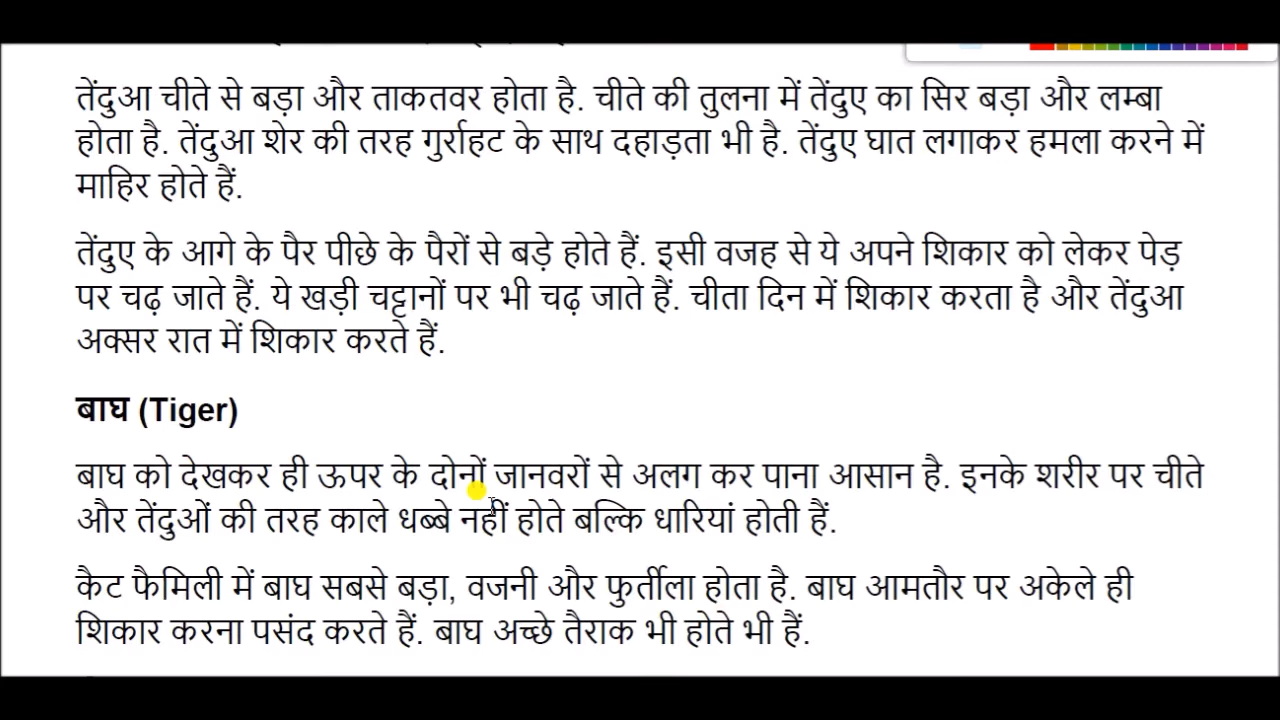 तेंदुआ चीते से बड़ा और ताकतवर होता है. चीते की तुलना में तेंदुए का सिर बड़ा और लम्बा
होता है. तेंदुआ शेर की तरह गुर्राहट के साथ दहाड़ता भी है. तेंदुए घात लगाकर हमला करने में
माहिर होते हैं.
तेंदुए के आगे के पैर पीछे के पैरों से बड़े होते हैं. इसी वजह से ये अपने शिकार को लेकर पेड़
पर चढ़ जाते हैं. ये खड़ी चट्टानों पर भी चढ़ जाते हैं. चीता दिन में शिकार करता है और तेंदुआ
अक्सर रात में शिकार करते हैं.
बाघ (Tiger)
बाघ को देखकर ही ऊपर के दोनों जानवरों से अलग कर पाना आसान है. इनके शरीर पर चीते
और तेंदुओं की तरह काले धब्बे नहीं होते बल्कि धारियां होती हैं.
कैट फैमिली में बाघ सबसे बड़ा, वजनी और फुर्तीला होता है. बाघ आमतौर पर अकेले ही
शिकार करना पसंद करते हैं. बाघ अच्छे तैराक भी होते भी हैं.